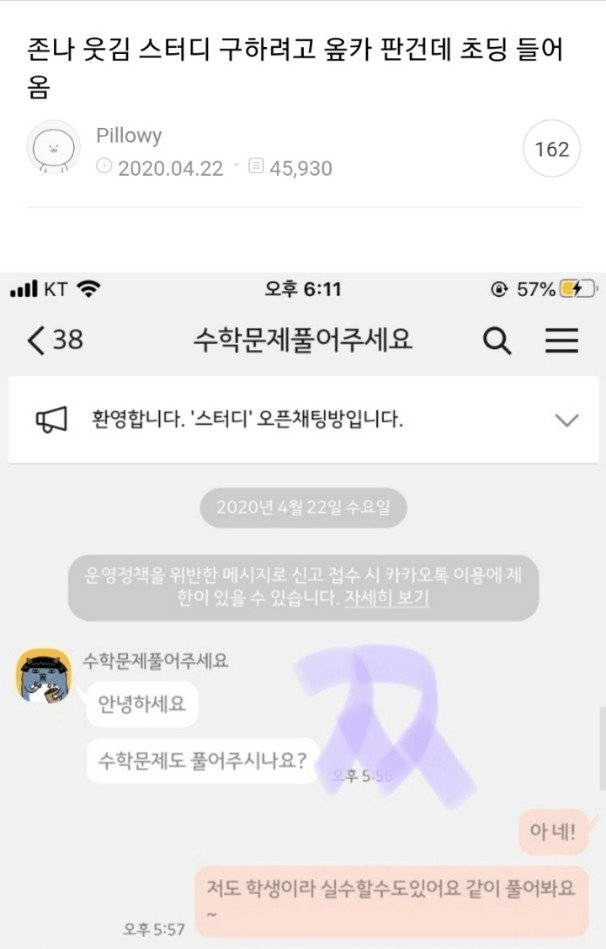 존나 웃김 스터디 구하려고 옾카 판건데 초딩 들어
옴
Pillowy
2020.04.22 · 45,930
162
KT 오후 6:11 57%
38 수학문제풀어주세요
환영합니다. '스터디' 오픈채팅방입니다.
2020년 4월 22일 수요일
운영정책을 위반한 메시지로 신고 접수 시 카카오톡 이용에 제
한이 있을 수 있습니다. 자세히 보기
수학문제풀어주세요
안녕하세요
수학문제도 풀어주시나요?
오후 5:56
双
아 네!
저도 학생이라 실수할수도있어요 같이 풀어봐요
~
오후 5:57